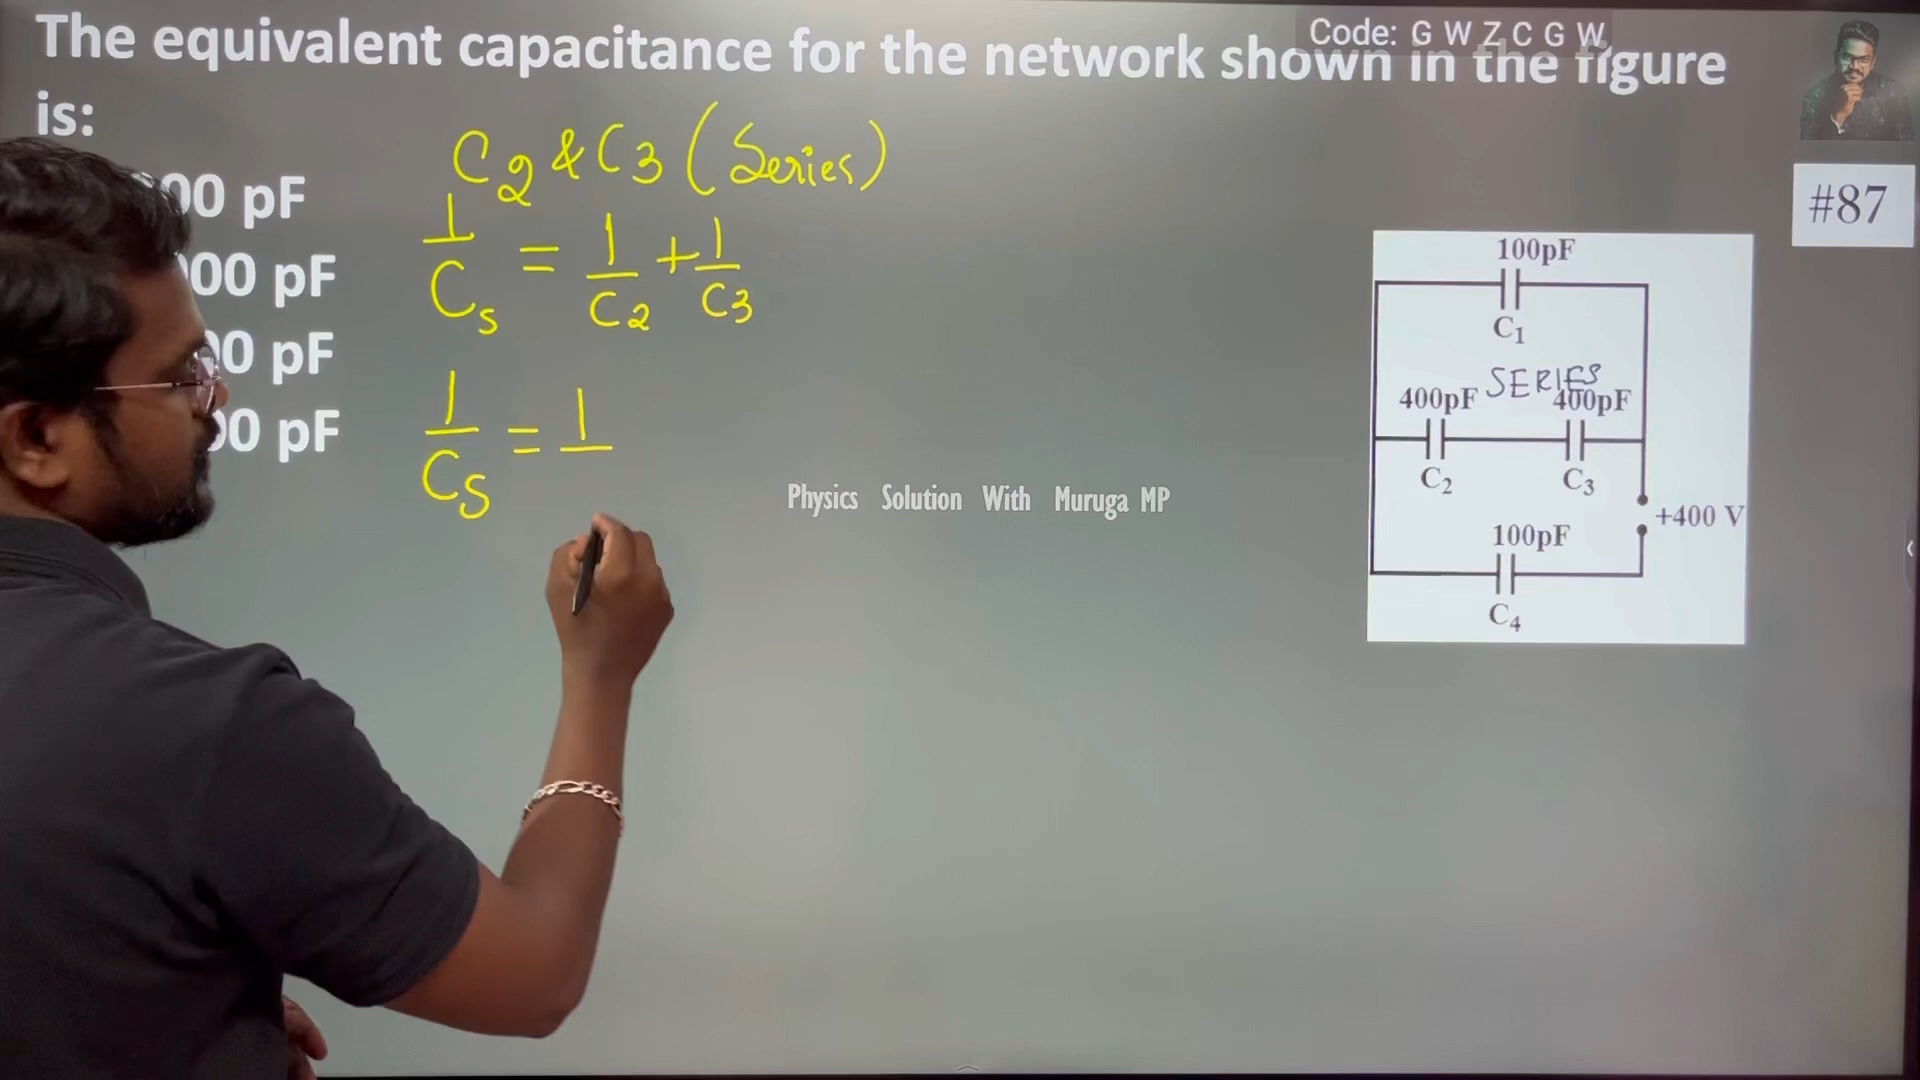 The equivalent capacitance for the network shown in the figure
is:
Code: G W Z C G W
#87
00 pF
00 pF
0 pF
00 pF
C2 & C3 (Series)
1/Cs = 1/C2 + 1/C3
1/Cs = 1
Physics Solution With Muruga MP
100pF
C1
SERIES
400pF 400pF
C2 C3
+400 V
100pF
C4